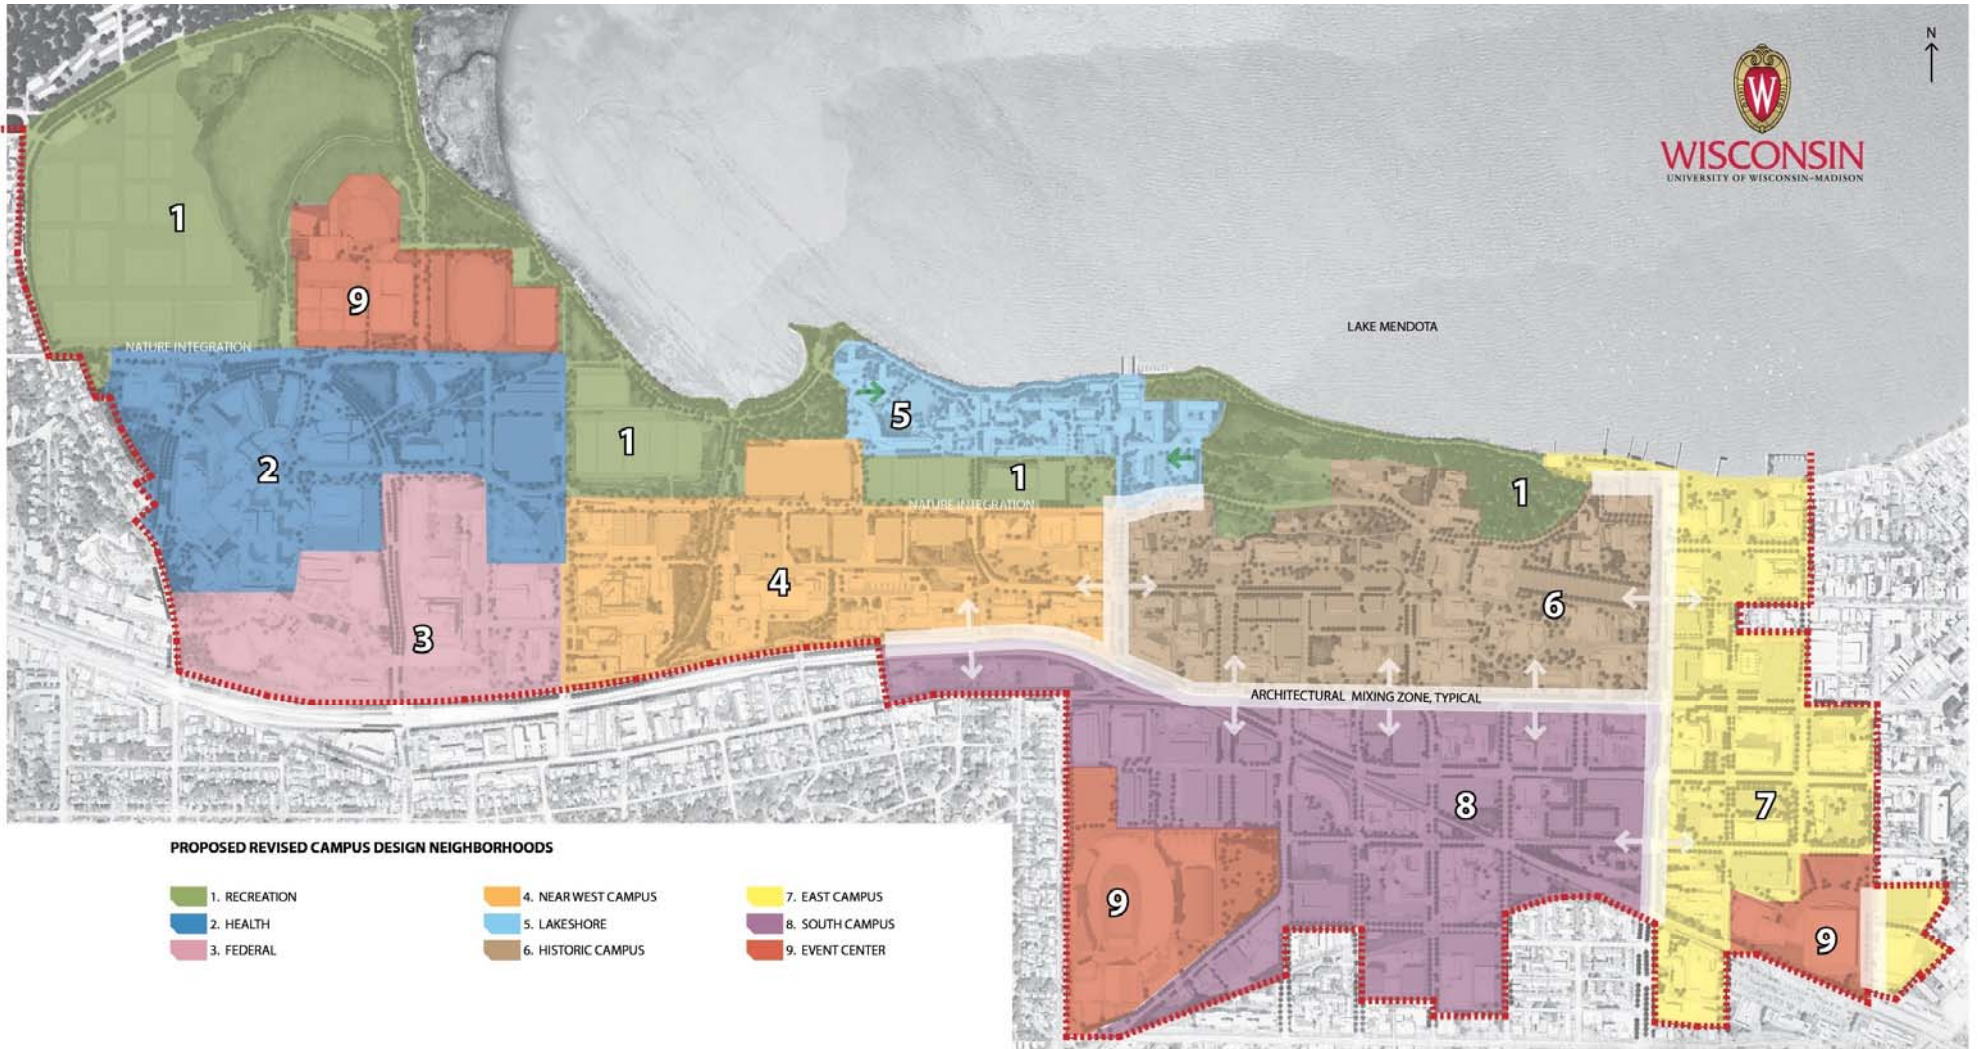 N
W
WISCONSIN
UNIVERSITY OF WISCONSIN–MADISON
1
9
LAKE MENDOTA
NATURE INTEGRATION
5
1
2
1
1
NATURE INTEGRATION
4
6
3
ARCHITECTURAL MIXING ZONE, TYPICAL
8
7
9
9
PROPOSED REVISED CAMPUS DESIGN NEIGHBORHOODS
1. RECREATION
2. HEALTH
3. FEDERAL
4. NEAR WEST CAMPUS
5. LAKESHORE
6. HISTORIC CAMPUS
7. EAST CAMPUS
8. SOUTH CAMPUS
9. EVENT CENTER